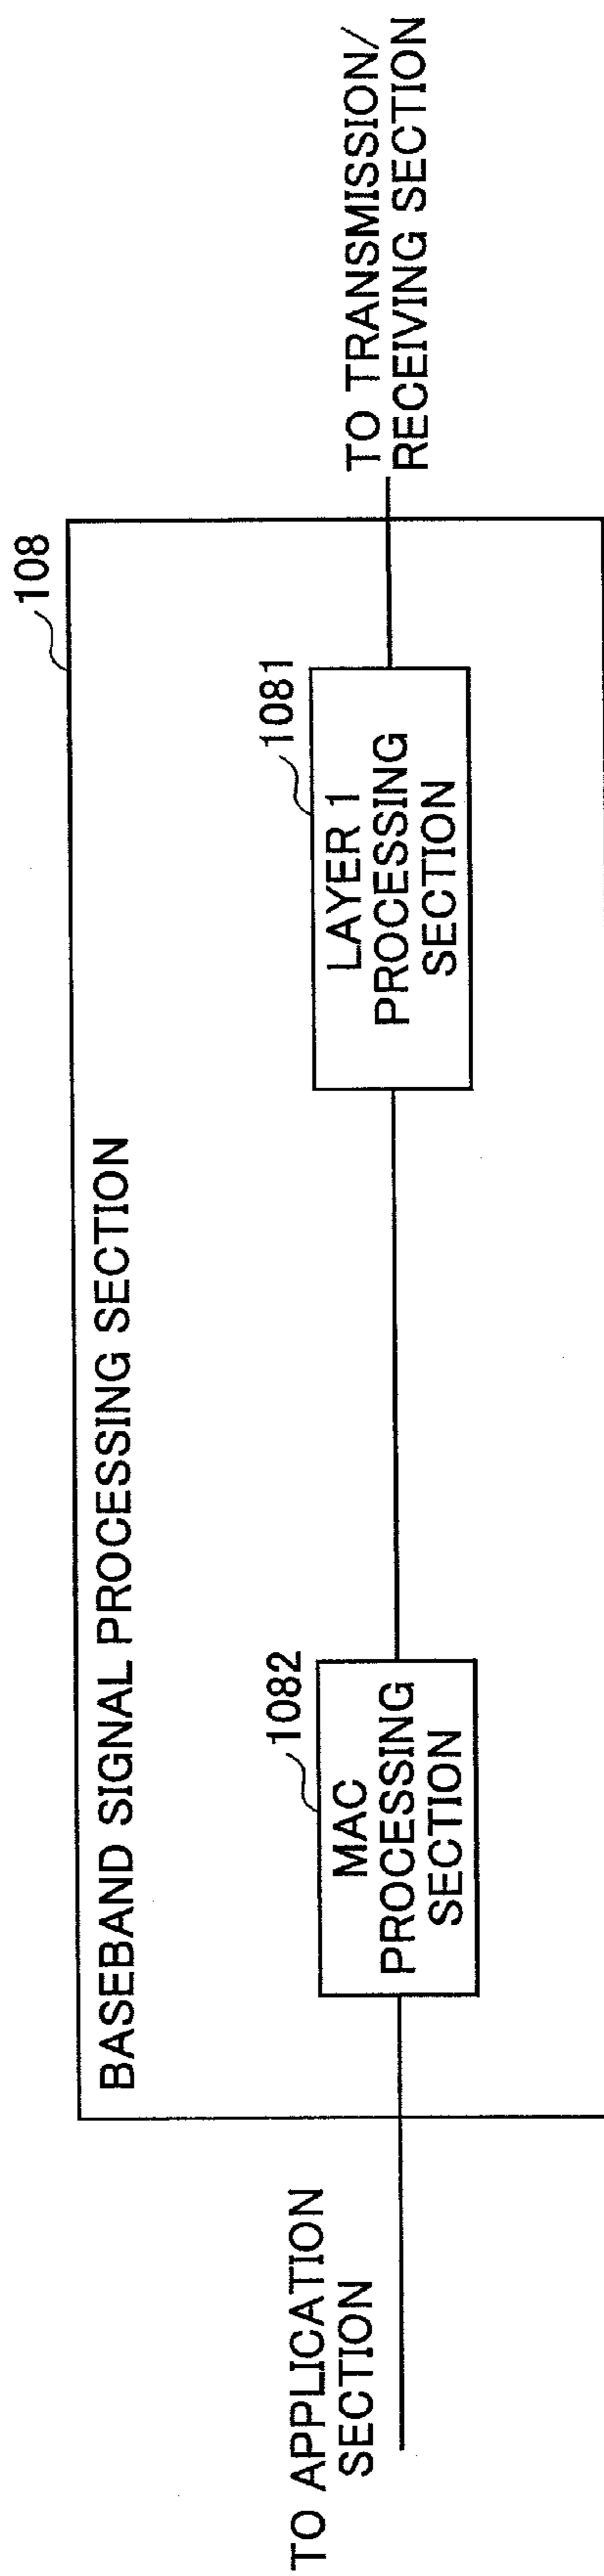 108
BASEBAND SIGNAL PROCESSING SECTION
TO APPLICATION
SECTION
1082
MAC
PROCESSING
SECTION
1081
LAYER 1
PROCESSING
SECTION
TO TRANSMISSION/
RECEIVING SECTION